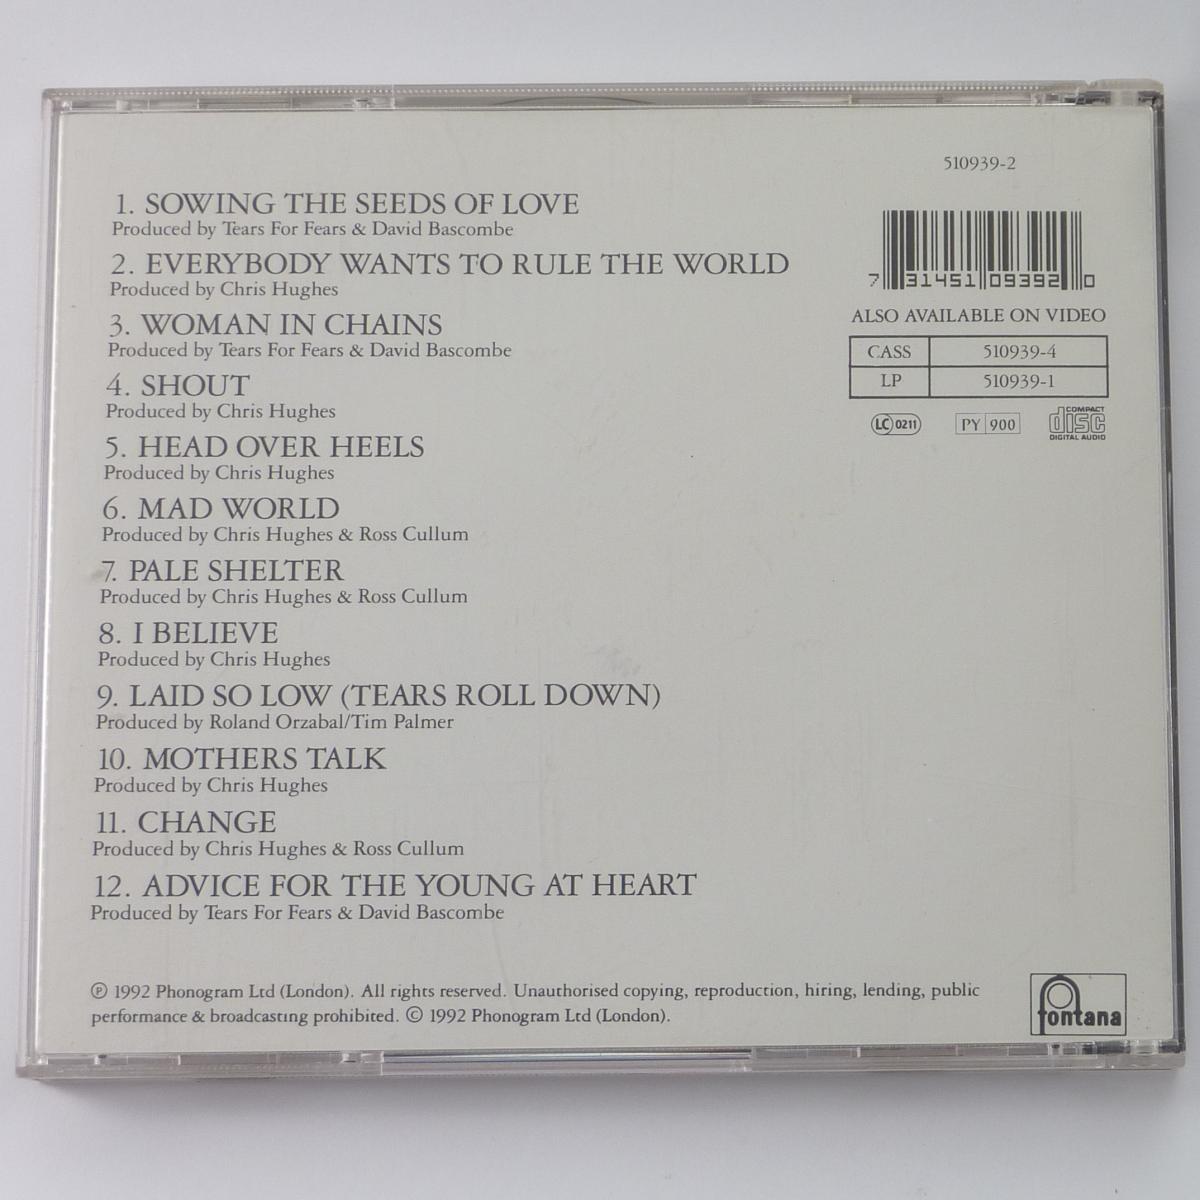 510939-2
1. SOWING THE SEEDS OF LOVE
Produced by Tears For Fears & David Bascombe
2. EVERYBODY WANTS TO RULE THE WORLD
Produced by Chris Hughes
3. WOMAN IN CHAINS
Produced by Tears For Fears & David Bascombe
4. SHOUT
Produced by Chris Hughes
5. HEAD OVER HEELS
Produced by Chris Hughes
6. MAD WORLD
Produced by Chris Hughes & Ross Cullum
7. PALE SHELTER
Produced by Chris Hughes & Ross Cullum
8. I BELIEVE
Produced by Chris Hughes
9. LAID SO LOW (TEARS ROLL DOWN)
Produced by Roland Orzabal/Tim Palmer
10. MOTHERS TALK
Produced by Chris Hughes
11. CHANGE
Produced by Chris Hughes & Ross Cullum
12. ADVICE FOR THE YOUNG AT HEART
Produced by Tears For Fears & David Bascombe
7 31451 09392 0
ALSO AVAILABLE ON VIDEO
CASS 510939-4
LP 510939-1
LC 0211 PY 900 COMPACT disc DIGITAL AUDIO
℗ 1992 Phonogram Ltd (London). All rights reserved. Unauthorised copying, reproduction, hiring, lending, public
performance & broadcasting prohibited. © 1992 Phonogram Ltd (London).
fontana